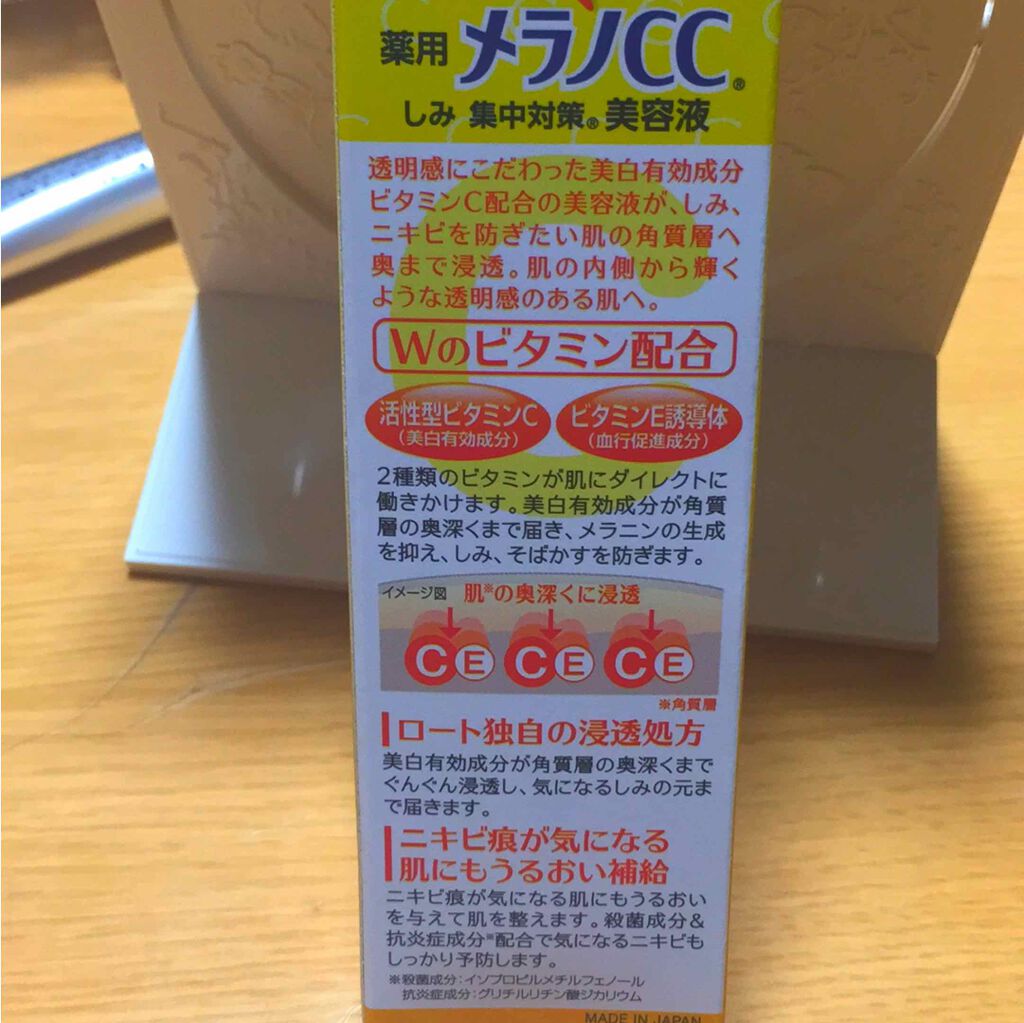 薬用 メラノCC®
しみ 集中対策® 美容液
透明感にこだわった美白有効成分
ビタミンC配合の美容液が、しみ、
ニキビを防ぎたい肌の角質層へ
奥まで浸透。肌の内側から輝く
ような透明感のある肌へ。
Wのビタミン配合
活性型ビタミンC
(美白有効成分)
ビタミンE誘導体
(血行促進成分)
2種類のビタミンが肌にダイレクトに
働きかけます。美白有効成分が角質
層の奥深くまで届き、メラニンの生成
を抑え、しみ、そばかすを防ぎます。
イメージ図 肌※の奥深くに浸透
C E C E C E
※角質層
ロート独自の浸透処方
美白有効成分が角質層の奥深くまで
ぐんぐん浸透し、気になるしみの元ま
で届きます。
ニキビ痕が気になる
肌にもうるおい補給
ニキビ痕が気になる肌にもうるおい
を与えて肌を整えます。殺菌成分&
抗炎症成分※配合で気になるニキビも
しっかり予防します。
※殺菌成分:イソプロピルメチルフェノール
抗炎症成分:グリチルリチン酸ジカリウム
MADE IN JAPAN